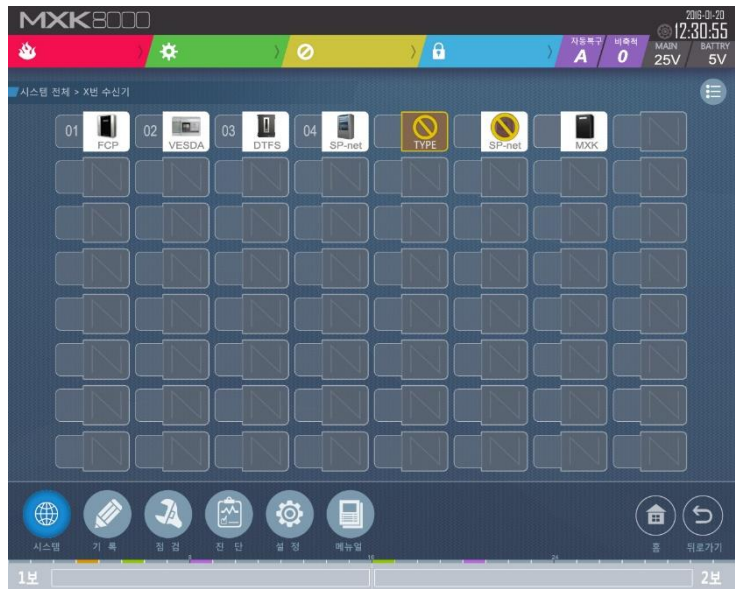 MXK8000
2016-01-20
12:30:55
자동복구 비축적 MAIN BATTRY
A 0 25V 5V
시스템 전체 > X번 수신기
01 FCP 02 VESDA 03 DTFS 04 SP-net TYPE SP-net MXK
시스템 기 록 점 검 진 단 설 정 메뉴얼 홈 뒤로가기
8 16 24
1보 2보